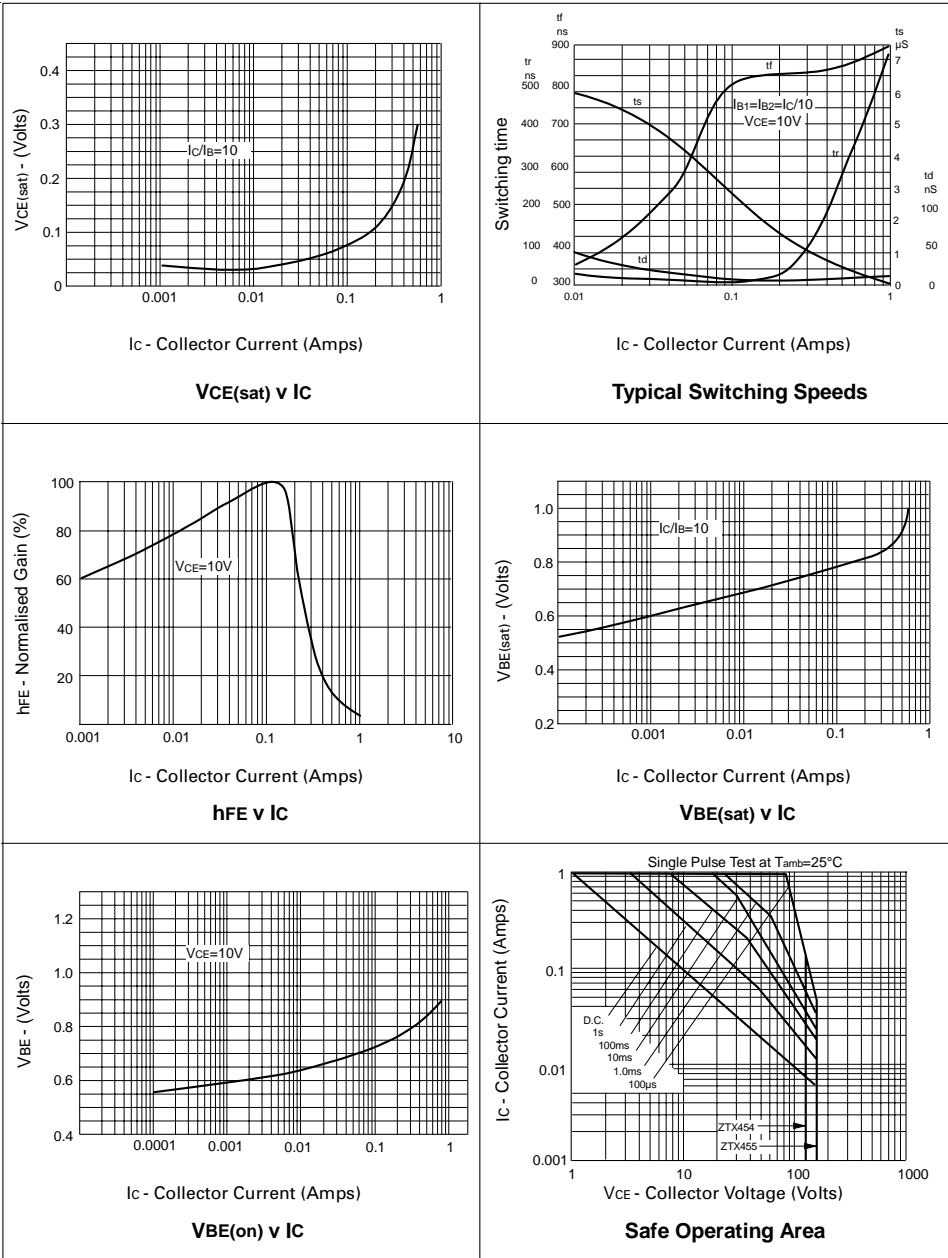 0.4
0.3
0.2
0.1
0
VCE(sat) - (Volts)
IC/IB=10
0.001
0.01
0.1
1
IC - Collector Current (Amps)
VCE(sat) v IC
tf
ns
900
800
700
600
500
400
300
tr
ns
500
400
300
200
100
0
Switching time
ts
tf
IB1=IB2=IC/10
VCE=10V
tr
td
ts
µS
7
6
5
4
3
2
1
0
td
nS
100
50
0
0.01
0.1
1
IC - Collector Current (Amps)
Typical Switching Speeds
100
80
60
40
20
hFE - Normalised Gain (%)
VCE=10V
0.001
0.01
0.1
1
10
IC - Collector Current (Amps)
hFE v IC
1.0
0.8
0.6
0.4
0.2
VBE(sat) - (Volts)
IC/IB=10
0.001
0.01
0.1
1
IC - Collector Current (Amps)
VBE(sat) v IC
1.2
1.0
0.8
0.6
0.4
VBE - (Volts)
VCE=10V
0.0001
0.001
0.01
0.1
1
IC - Collector Current (Amps)
VBE(on) v IC
Single Pulse Test at Tamb=25°C
1
0.1
0.01
0.001
IC - Collector Current (Amps)
D.C.
1s
100ms
10ms
1.0ms
100µs
ZTX454
ZTX455
1
10
100
1000
VCE - Collector Voltage (Volts)
Safe Operating Area